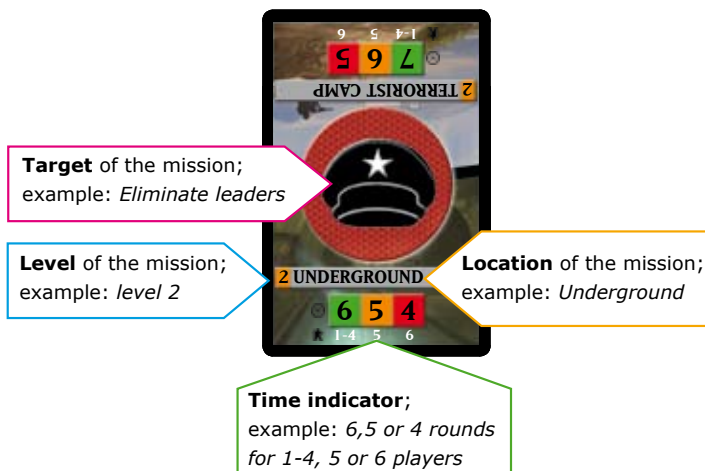 6 5 1-4
5 6 7
2 TERRORIST CAMP
Target of the mission;
example: Eliminate leaders
Level of the mission;
example: level 2
2 UNDERGROUND
Location of the mission;
example: Underground
6 5 4
1-4 5 6
Time indicator;
example: 6,5 or 4 rounds
for 1-4, 5 or 6 players